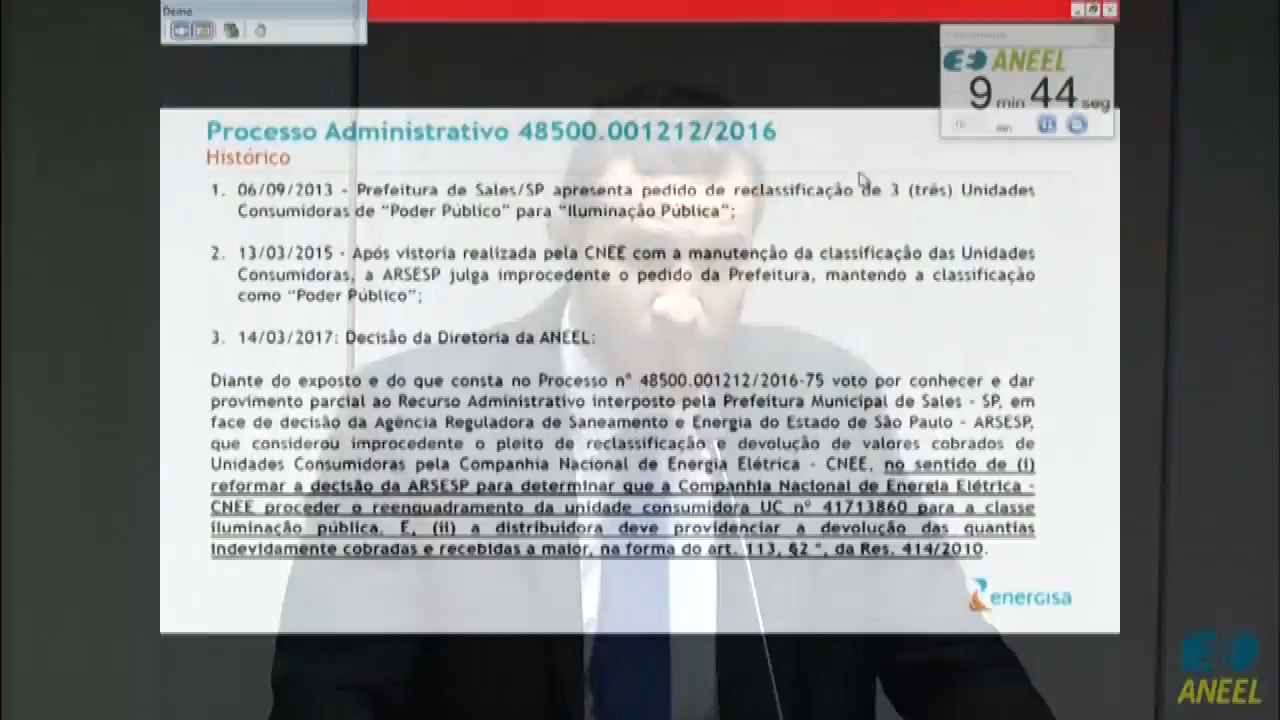 Demo
ANEEL
9 min 44 seg
min
Processo Administrativo 48500.001212/2016
Histórico
1. 06/09/2013 - Prefeitura de Sales/SP apresenta pedido de reclassificação de 3 (três) Unidades
Consumidoras de “Poder Público” para “Iluminação Pública”;
2. 13/03/2015 - Após vistoria realizada pela CNEE com a manutenção da classificação das Unidades
Consumidoras, a ARSESP julga improcedente o pedido da Prefeitura, mantendo a classificação
como “Poder Público”;
3. 14/03/2017: Decisão da Diretoria da ANEEL:
Diante do exposto e do que consta no Processo nº 48500.001212/2016-75 voto por conhecer e dar
provimento parcial ao Recurso Administrativo interposto pela Prefeitura Municipal de Sales - SP, em
face de decisão da Agência Reguladora de Saneamento e Energia do Estado de São Paulo - ARSESP,
que considerou improcedente o pleito de reclassificação e devolução de valores cobrados de
Unidades Consumidoras pela Companhia Nacional de Energia Elétrica - CNEE, no sentido de (i)
reformar a decisão da ARSESP para determinar que a Companhia Nacional de Energia Elétrica -
CNEE proceder o reenquadramento da unidade consumidora UC nº 41713860 para a classe
iluminação pública. E, (ii) a distribuidora deve providenciar a devolução das quantias
indevidamente cobradas e recebidas a maior, na forma do art. 113, §2 º, da Res. 414/2010.
energisa
ANEEL